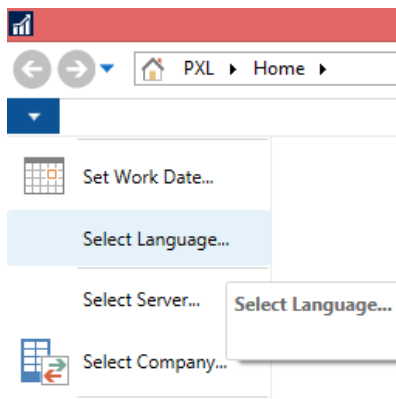 PXL Home
Set Work Date...
Select Language...
Select Server...
Select Language...
Select Company...